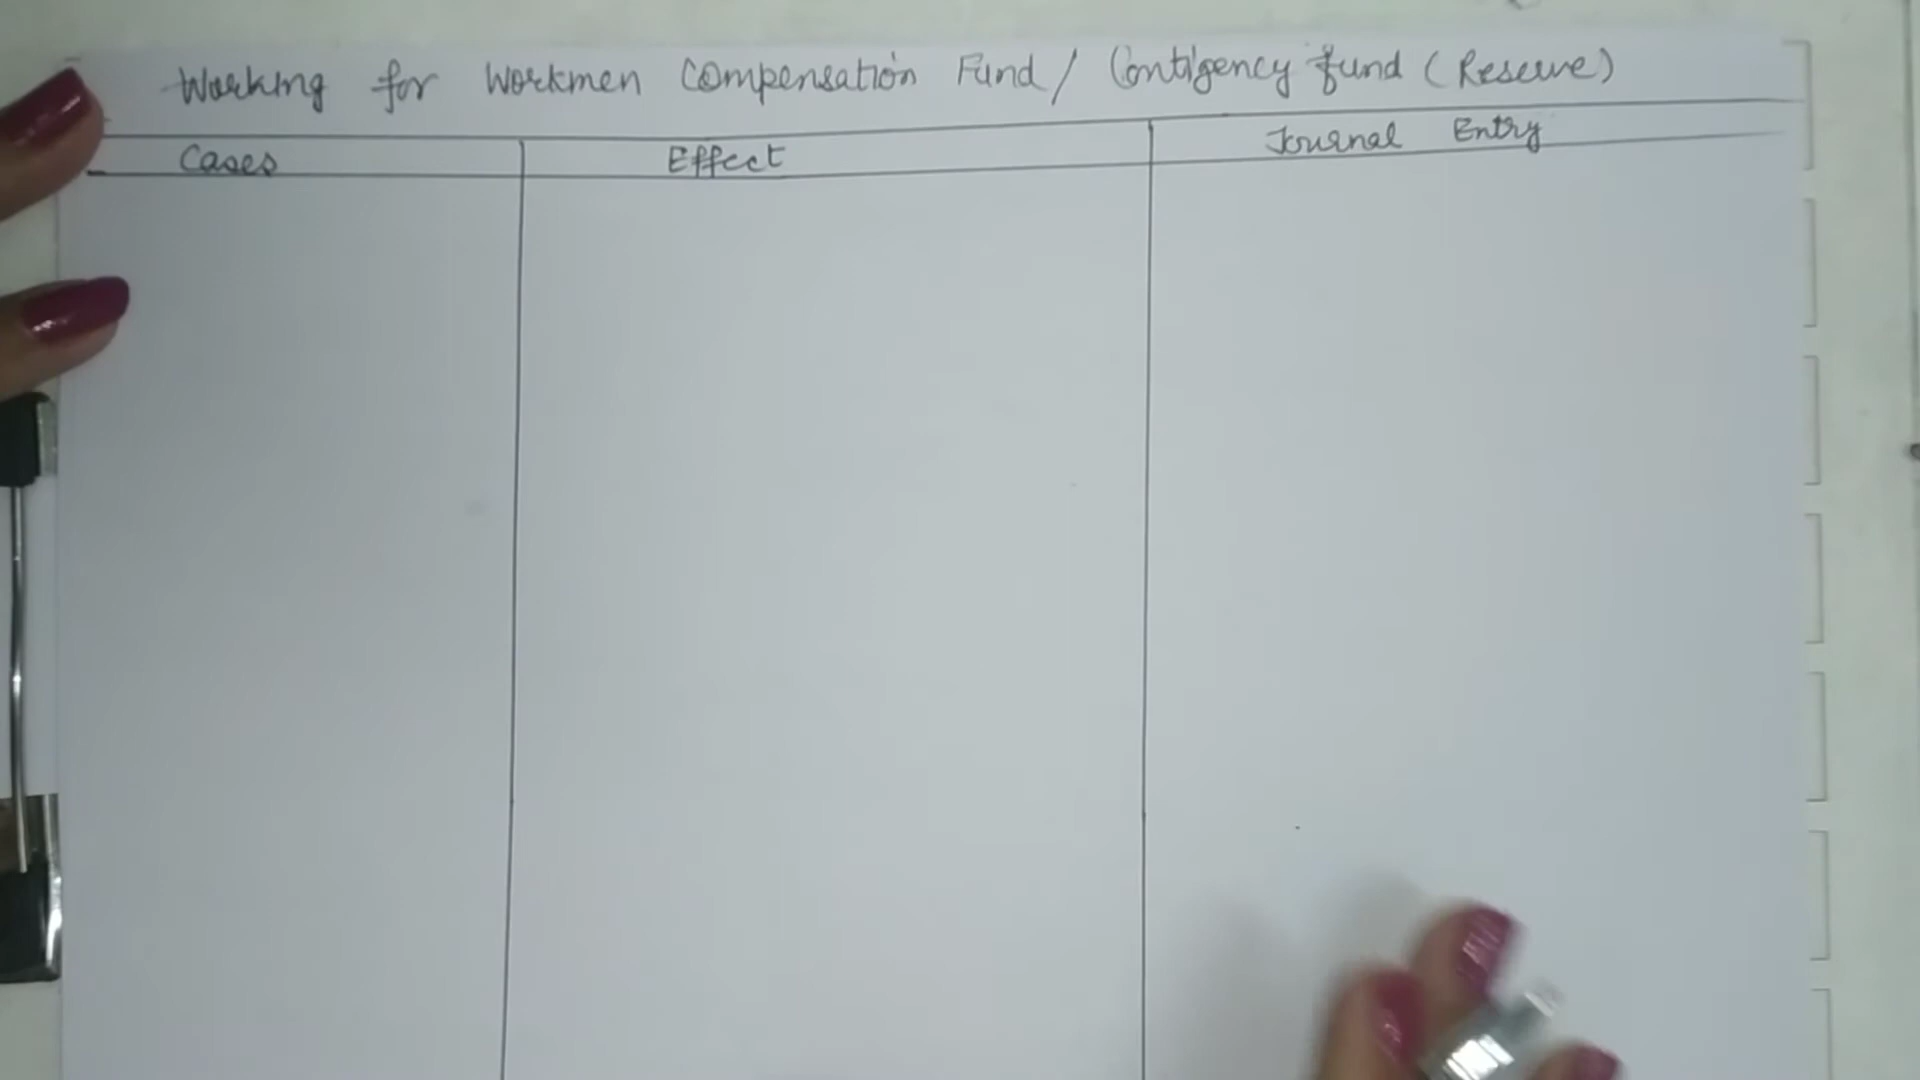 Working for Workmen Compensation Fund / Contigency fund (Reserve)
Cases Effect Journal Entry